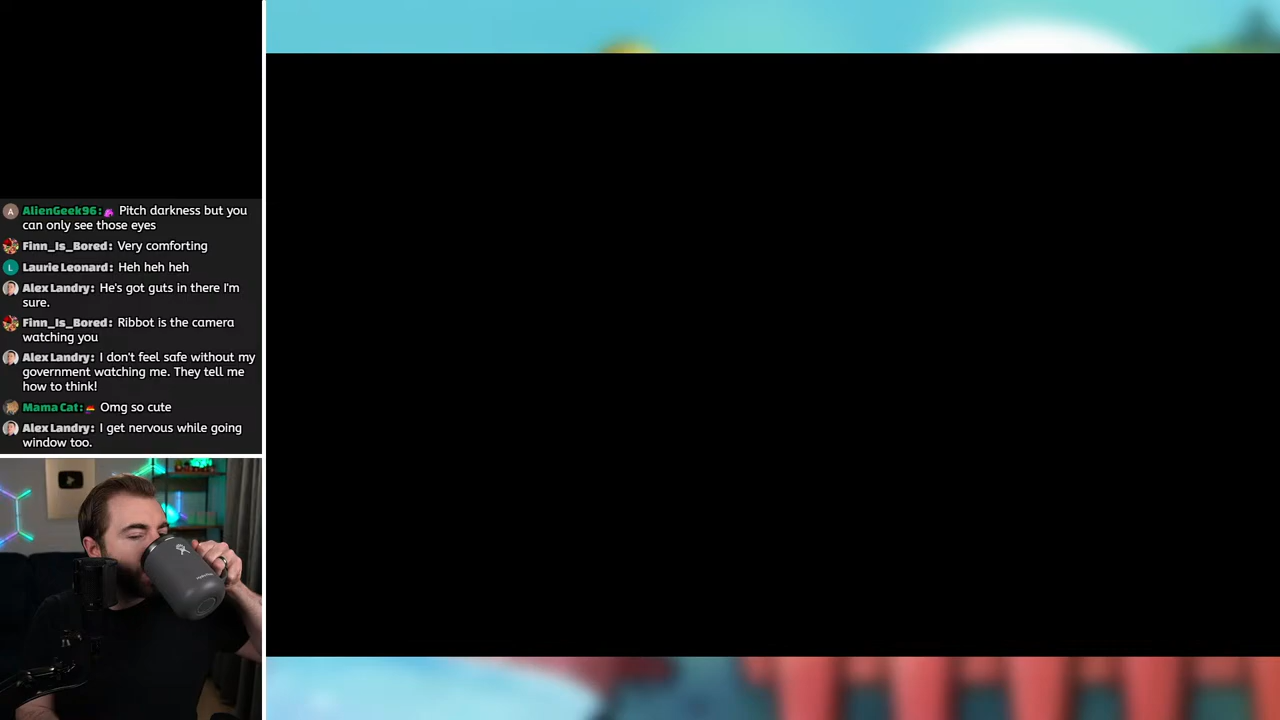 AlienGeek96: Pitch darkness but you
can only see those eyes
Finn_Is_Bored: Very comforting
Laurie Leonard: Heh heh heh
Alex Landry: He's got guts in there I'm
sure.
Finn_Is_Bored: Ribbot is the camera
watching you
Alex Landry: I don't feel safe without my
government watching me. They tell me
how to think!
Mama Cat: Omg so cute
Alex Landry: I get nervous while going
window too.